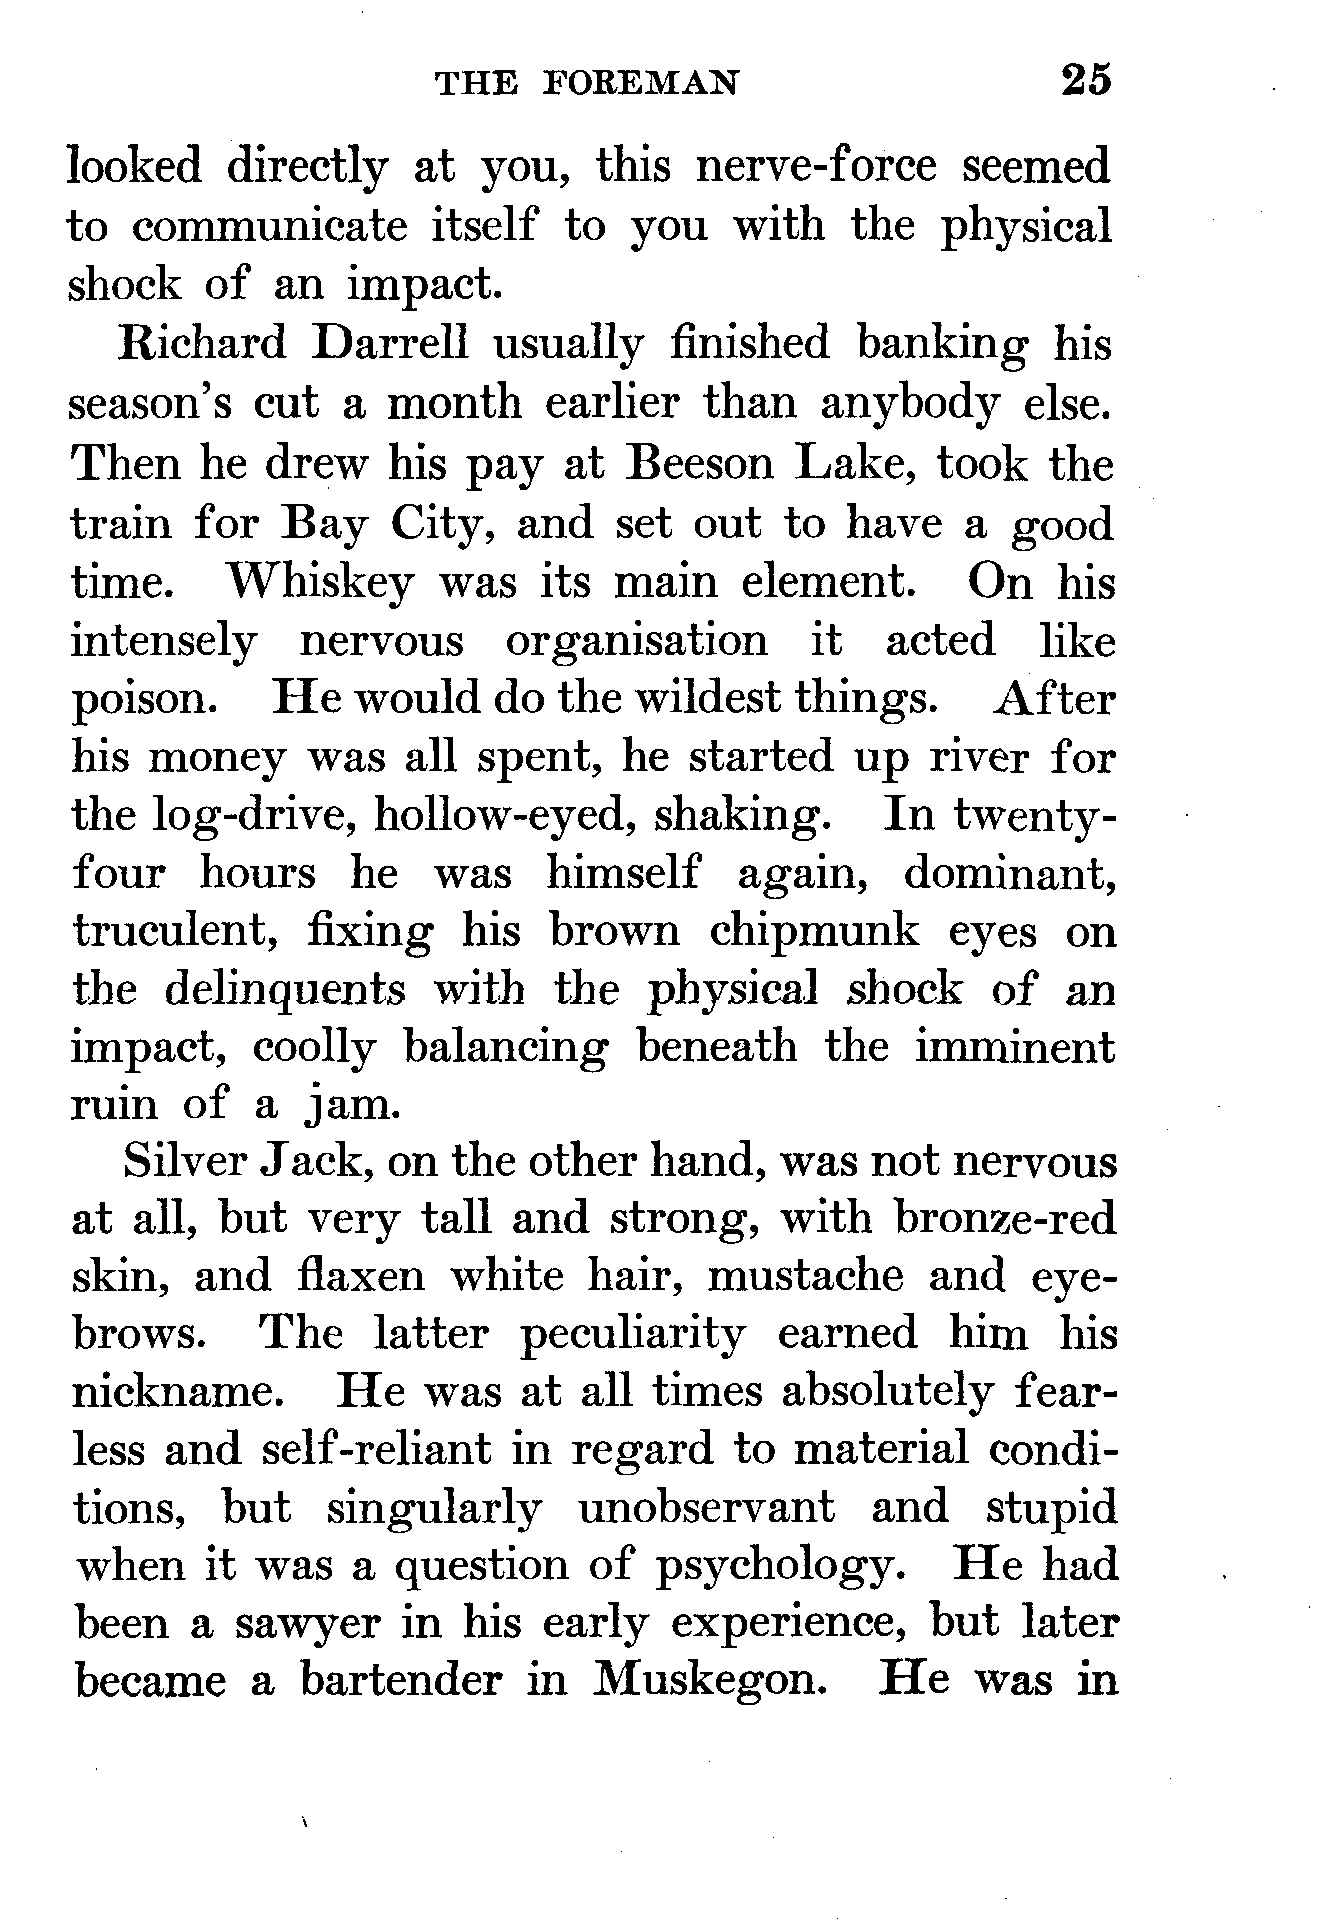 THE FOREMAN 25
looked directly at you, this nerve-force seemed
to communicate itself to you with the physical
shock of an impact.
Richard Darrell usually finished banking his
season's cut a month earlier than anybody else.
Then he drew his pay at Beeson Lake, took the
train for Bay City, and set out to have a good
time. Whiskey was its main element. On his
intensely nervous organisation it acted like
poison. He would do the wildest things. After
his money was all spent, he started up river for
the log-drive, hollow-eyed, shaking. In twenty-
four hours he was himself again, dominant,
truculent, fixing his brown chipmunk eyes on
the delinquents with the physical shock of an
impact, coolly balancing beneath the imminent
ruin of a jam.
Silver Jack, on the other hand, was not nervous
at all, but very tall and strong, with bronze-red
skin, and flaxen white hair, mustache and eye-
brows. The latter peculiarity earned him his
nickname. He was at all times absolutely fear-
less and self-reliant in regard to material condi-
tions, but singularly unobservant and stupid
when it was a question of psychology. He had
been a sawyer in his early experience, but later
became a bartender in Muskegon. He was in